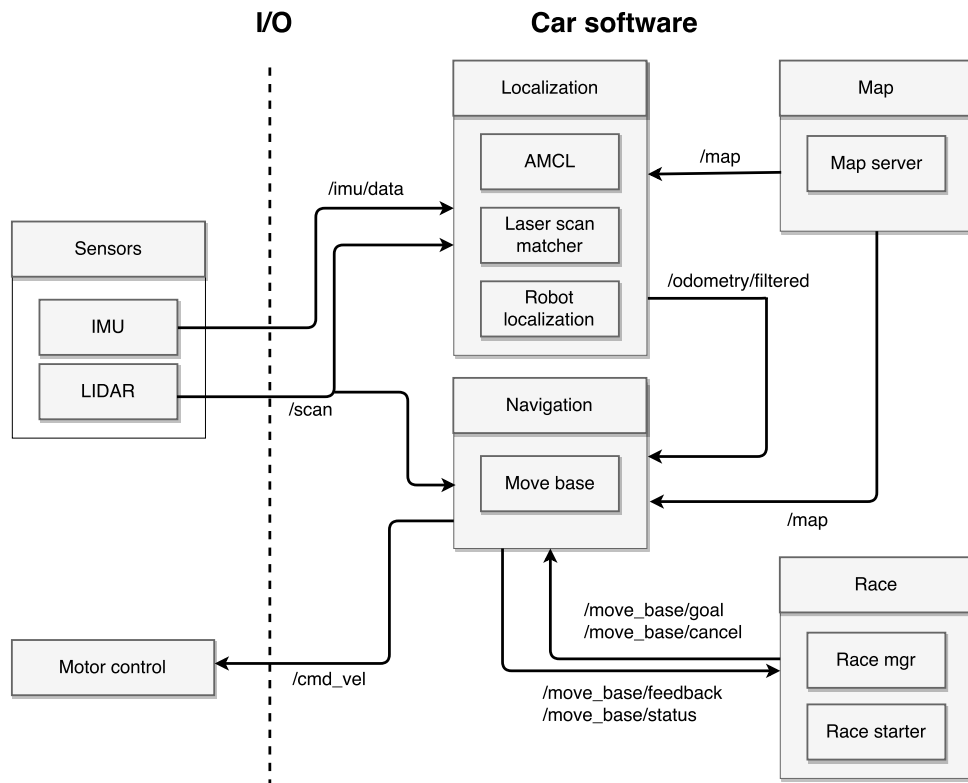 I/O
Car software
Localization
Map
AMCL
/map
Map server
/imu/data
Laser scan
matcher
Sensors
/odometry/filtered
Robot
localization
IMU
LIDAR
/scan
Navigation
Move base
/map
Race
/move_base/goal
/move_base/cancel
Race mgr
Motor control
/cmd_vel
/move_base/feedback
/move_base/status
Race starter